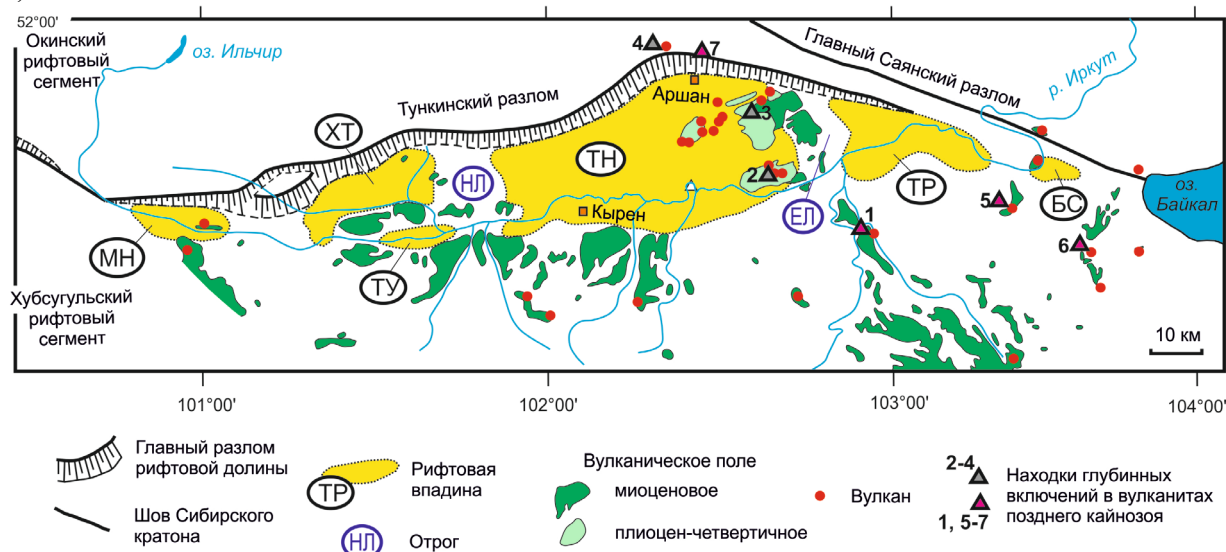 52°00'
Окинский
рифтовый
сегмент
оз. Ильчир
4
7
Главный Саянский разлом
р. Иркут
Тункинский разлом
Аршан
ХТ
3
ТН
НЛ
2
ТР
ЕЛ
5
БС
оз.
Байкал
Кырен
1
6
МН
ТУ
Хубсугульский
рифтовый
сегмент
10 км
101°00'
102°00'
103°00'
104°00'
Главный разлом
рифтовой долины
Шов Сибирского
кратона
ТР
Рифтовая
впадина
НЛ
Отрог
Вулканическое поле
миоценовое
плиоцен-четвертичное
Вулкан
2-4
1, 5-7
Находки глубинных
включений в вулканитах
позднего кайнозоя